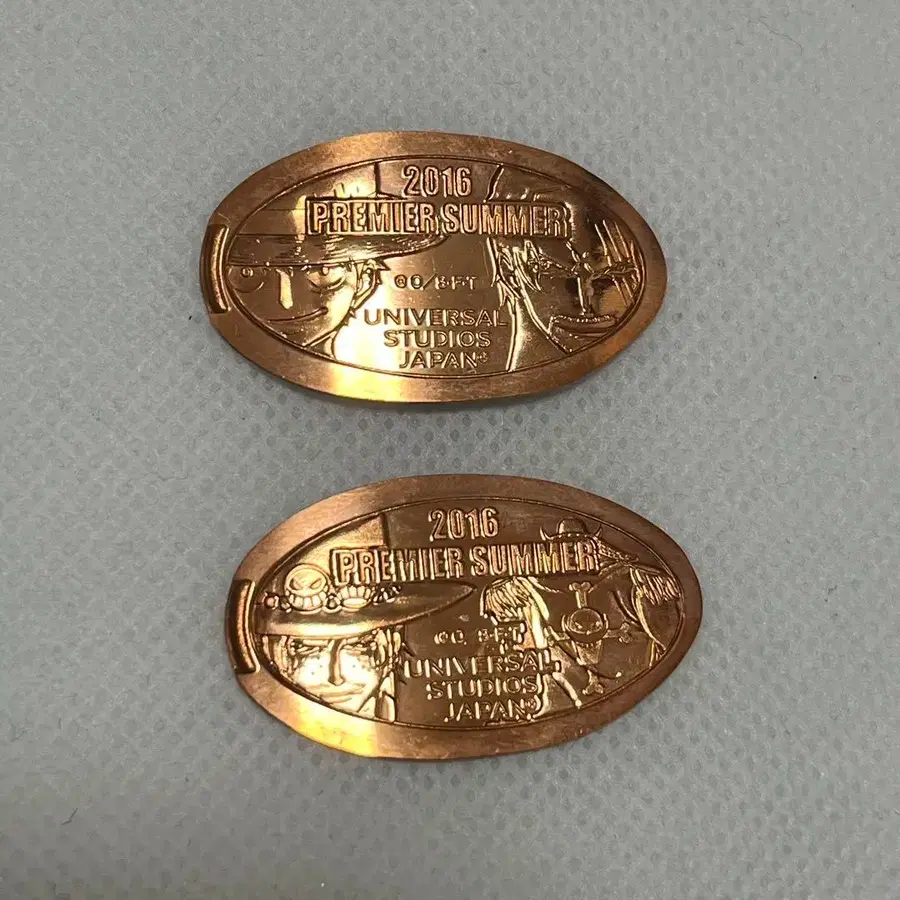 2016
PREMIER SUMMER
UNIVERSAL
STUDIOS
JAPAN®
2016
PREMIER SUMMER
UNIVERSAL
STUDIOS
JAPAN®